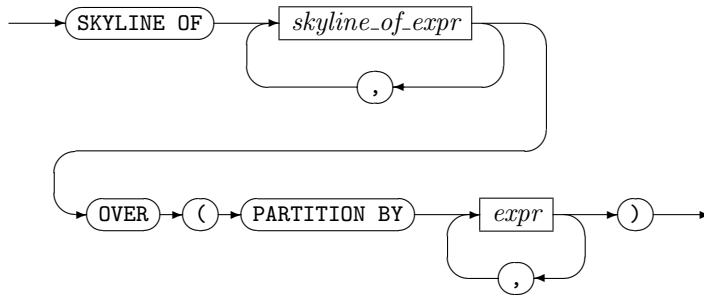 SKYLINE OF skyline_of_expr
,
OVER ( PARTITION BY expr )
,